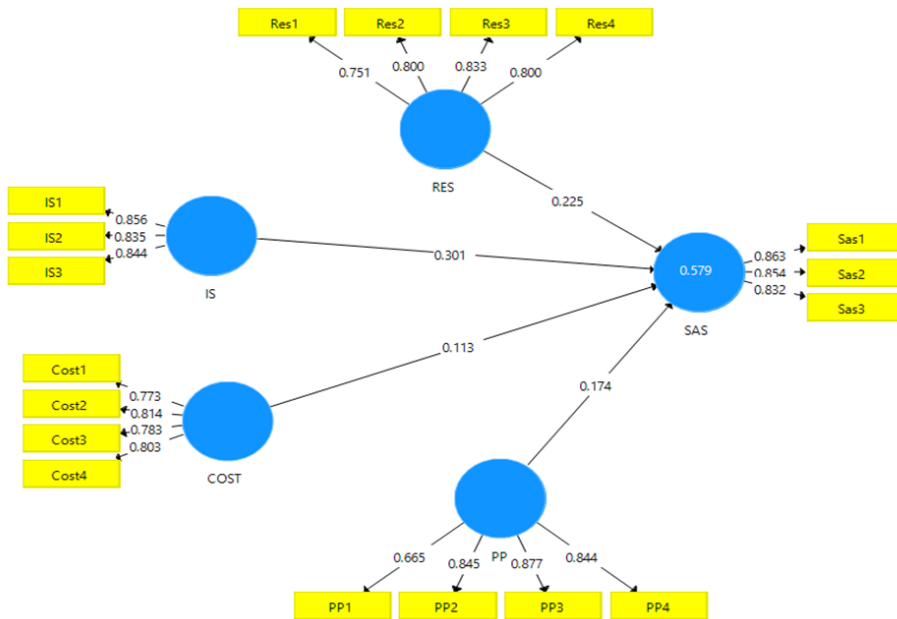 Res1 Res2 Res3 Res4
0.751 0.800 0.833 0.800
RES
0.225
IS1
IS2
IS3
0.856
0.835
0.844
IS
0.301
Sas1
Sas2
Sas3
0.863
0.854
0.832
0.579
SAS
0.113
0.174
Cost1
Cost2
Cost3
Cost4
0.773
0.814
0.783
0.803
COST
PP
0.665 0.845 0.877 0.844
PP1 PP2 PP3 PP4